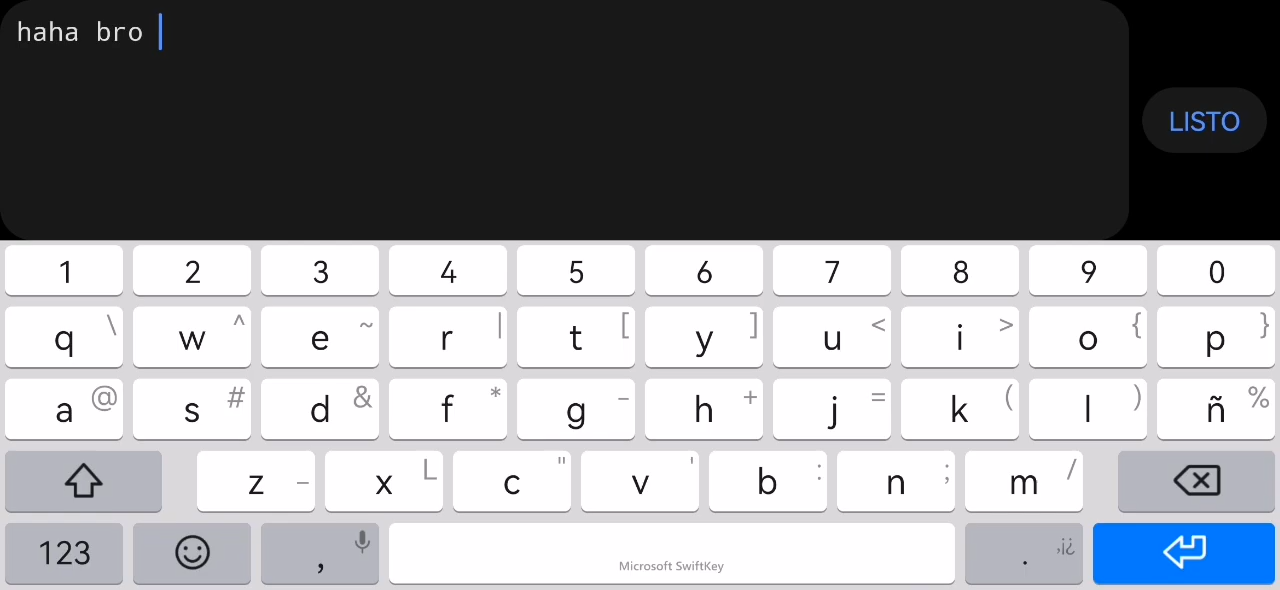 haha bro
LISTO
1 2 3 4 5 6 7 8 9 0
q \ w ^ e ~ r | t [ y ] u < i > o { p }
a @ s # d & f * g - h + j = k ( l ) ñ %
z _ x L c " v ' b : n ; m /
123 , Microsoft SwiftKey . ,¡¿